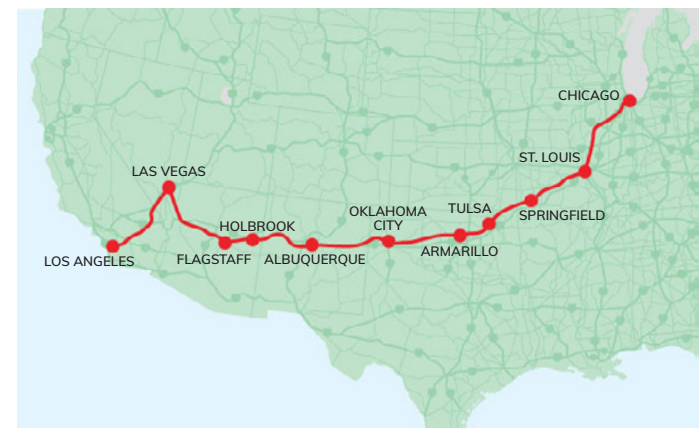 CHICAGO
ST. LOUIS
LAS VEGAS
TULSA
OKLAHOMA
CITY
SPRINGFIELD
HOLBROOK
ARMARILLO
LOS ANGELES
FLAGSTAFF
ALBUQUERQUE